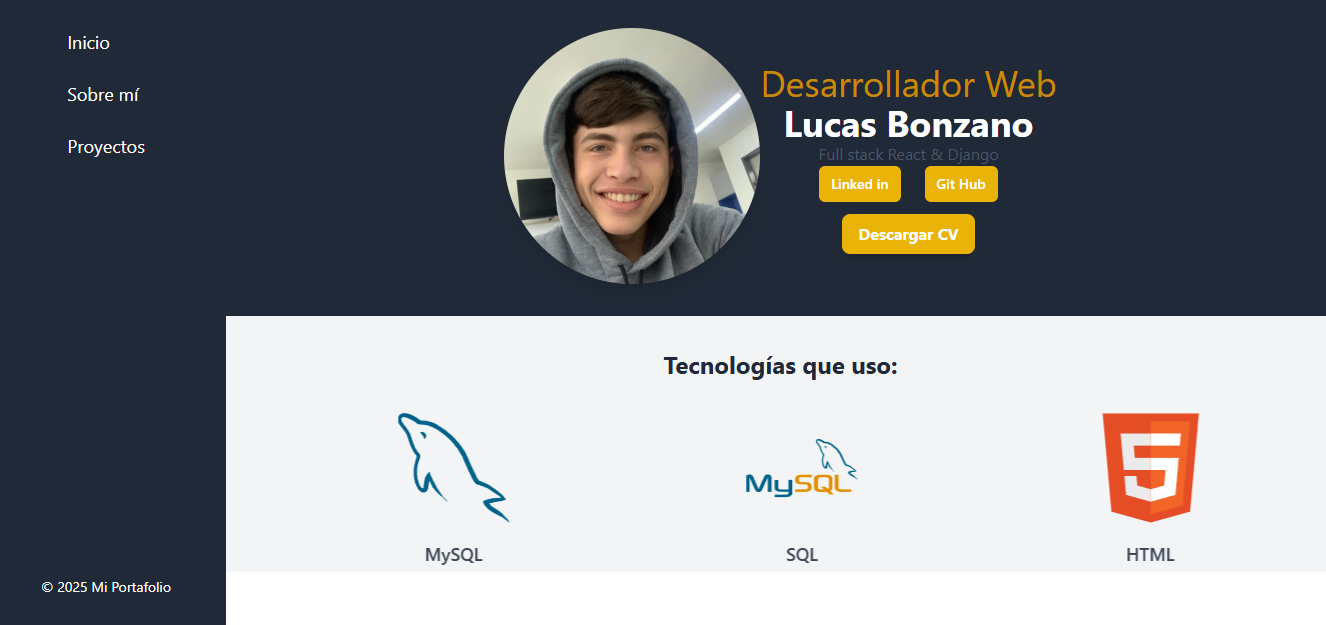 Inicio
Sobre mí
Proyectos
Desarrollador Web
Lucas Bonzano
Full stack React & Django
Linked in
Git Hub
Descargar CV
Tecnologías que uso:
MySQL
MySQL
SQL
HTML
© 2025 Mi Portafolio